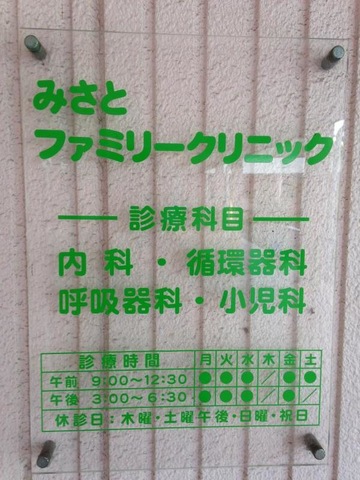 みさと
ファミリークリニック
診療科目
内科・循環器科
呼吸器科・小児科
診療時間 月 火 水 木 金 土
午前 9:00〜12:30 ● ● ● ／ ● ●
午後 3:00〜6:30 ● ● ● ／ ● ／
休診日:木曜・土曜午後・日曜・祝日